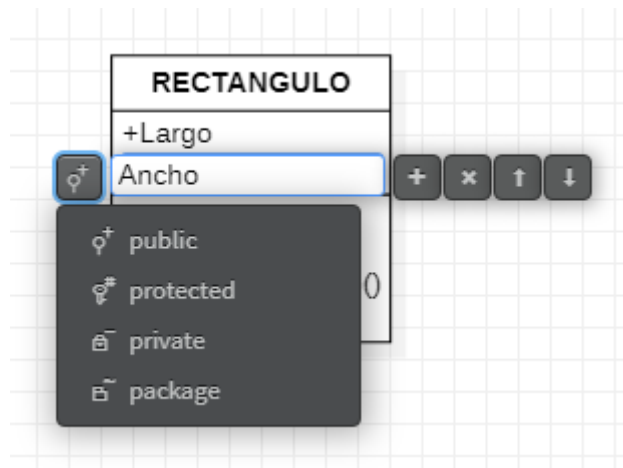 RECTANGULO
+Largo
Ancho
public
protected
()
private
package